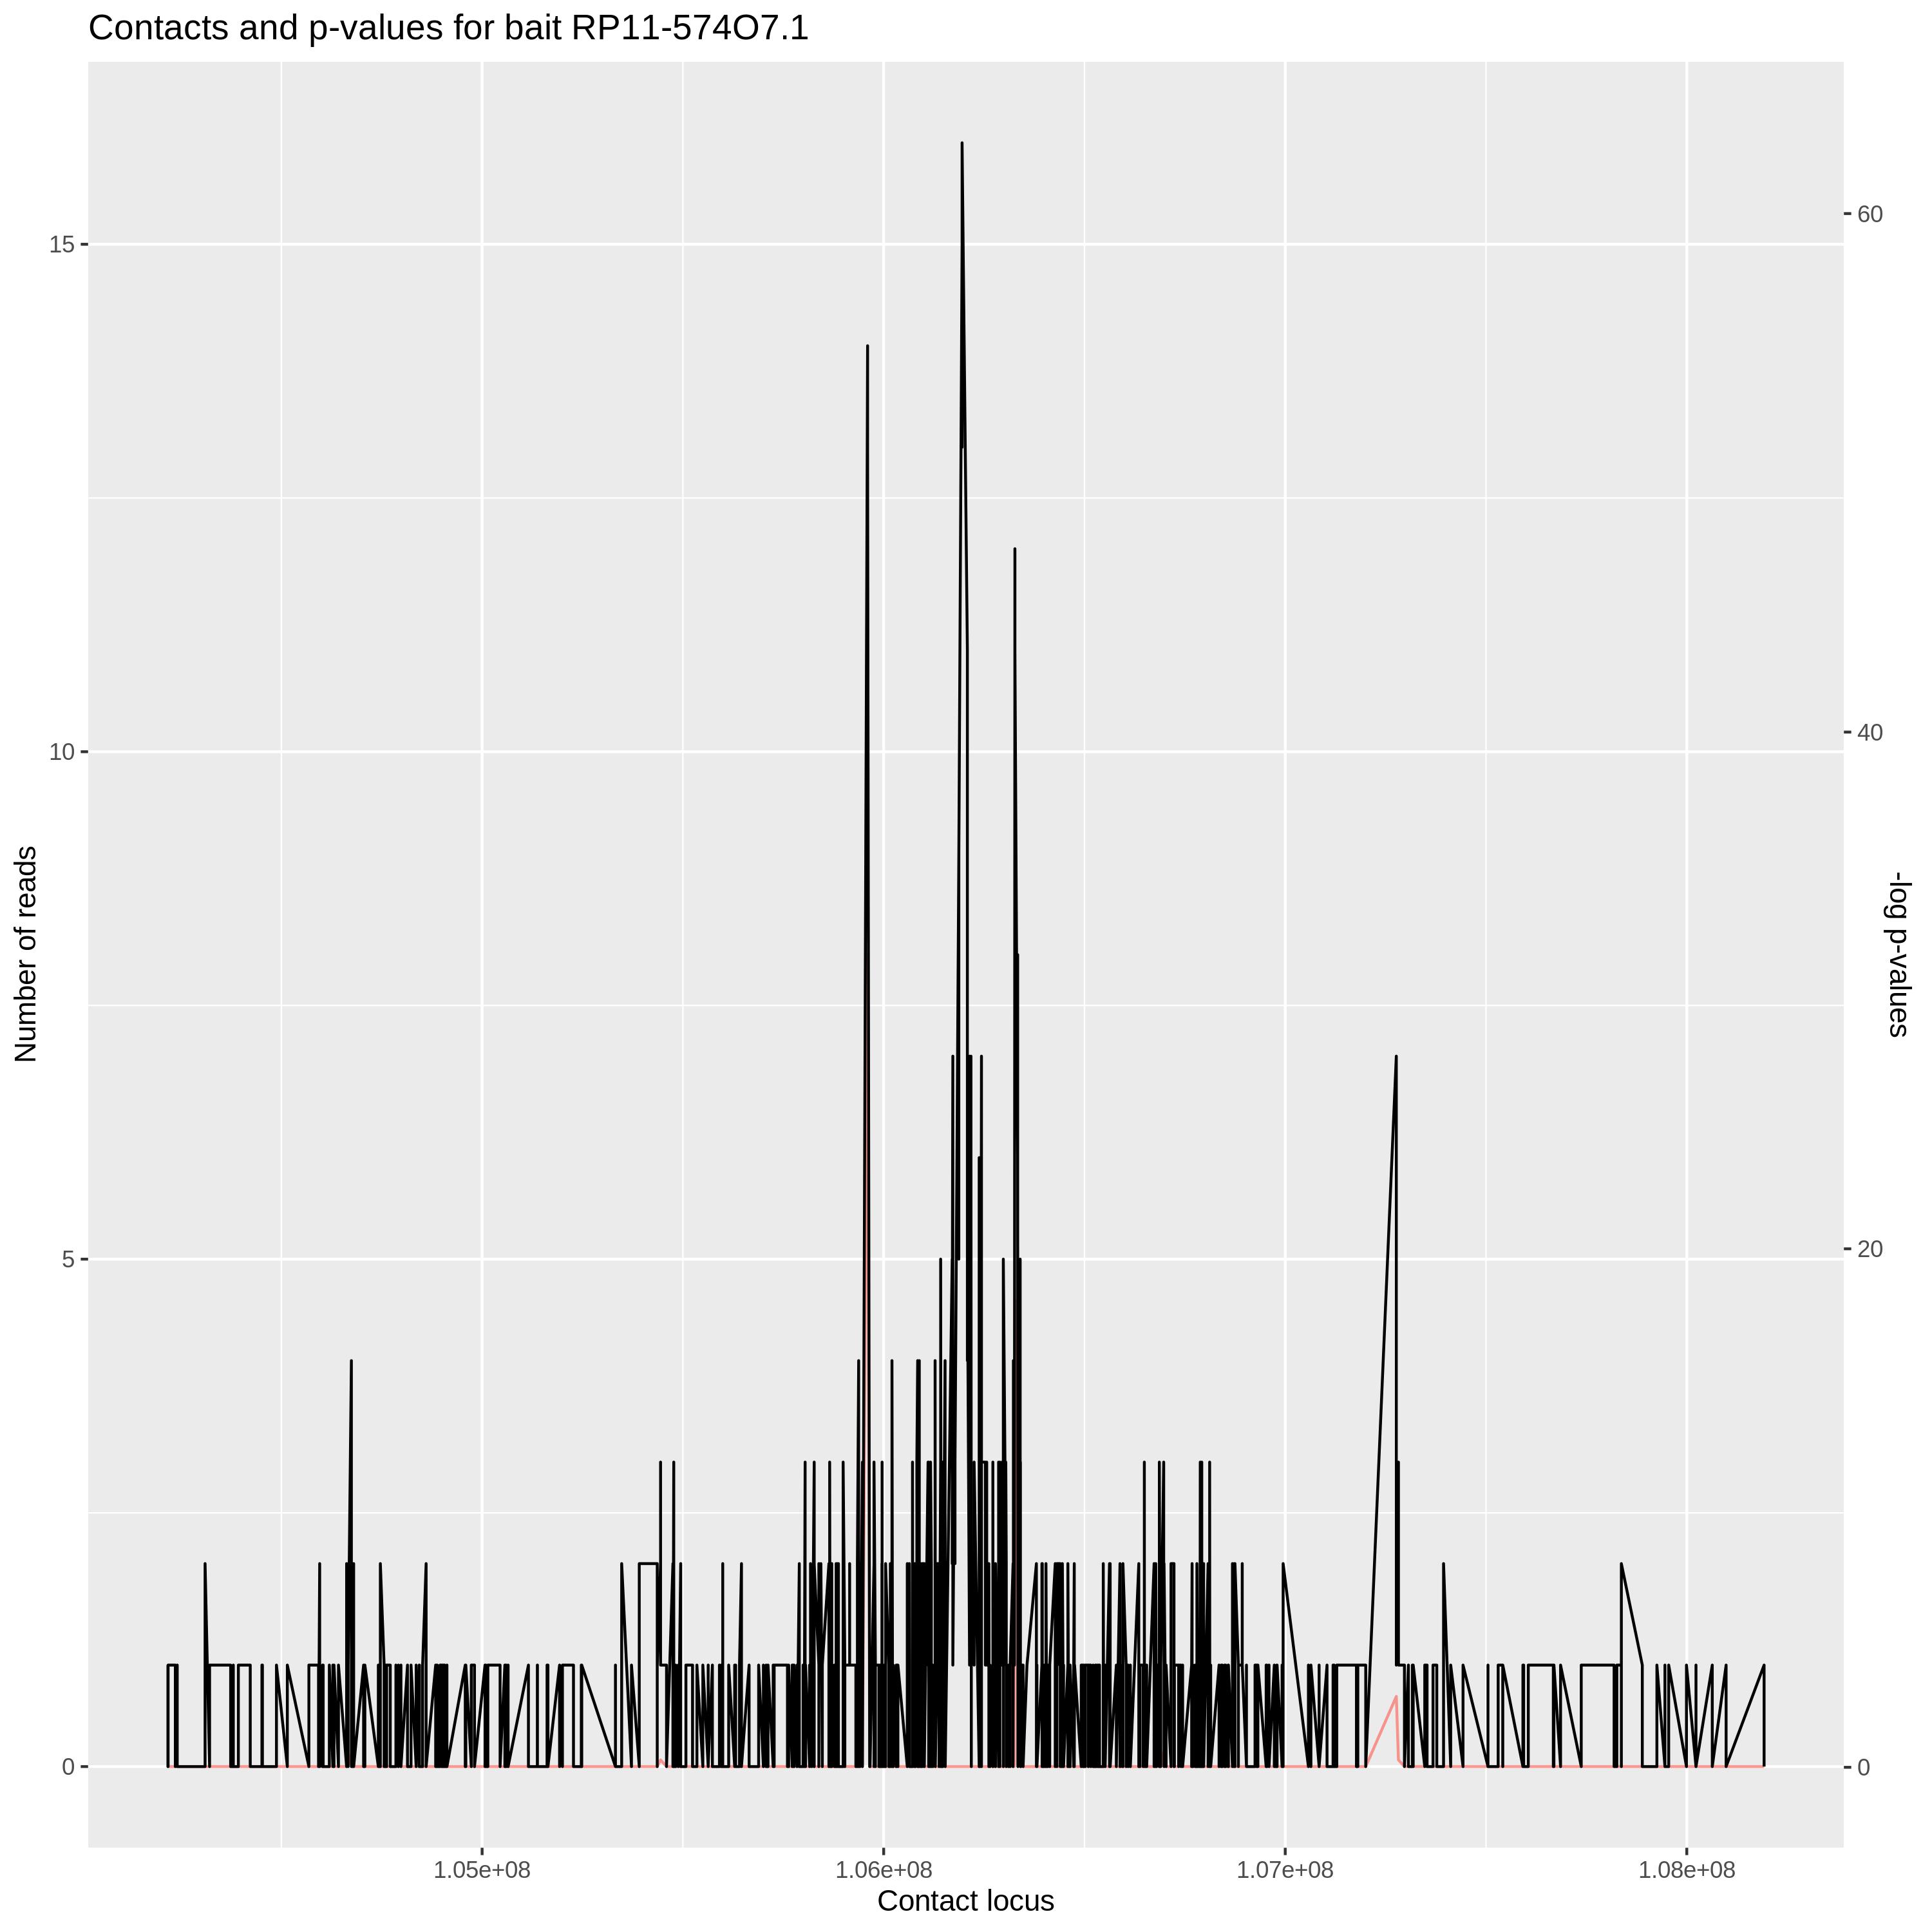 Contacts and p-values for bait RP11-574O7.1
15
10
5
0
60
40
20
0
Number of reads
-log p-values
1.05e+08
1.06e+08
1.07e+08
1.08e+08
Contact locus